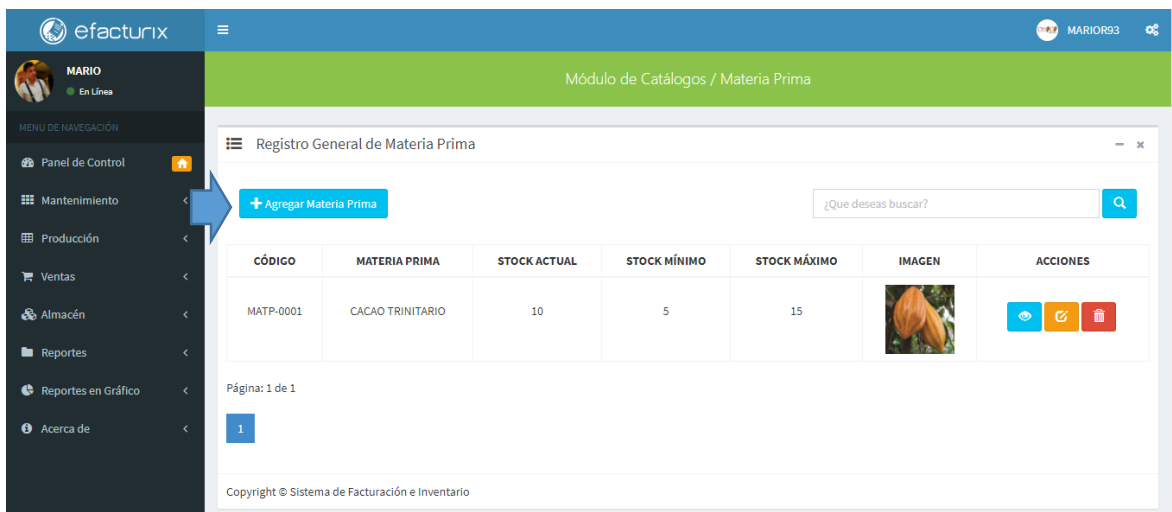 efacturix
MARIOR93
MARIO
En Línea
Módulo de Catálogos / Materia Prima
MENU DE NAVEGACIÓN
Panel de Control
Mantenimiento
Producción
Ventas
Almacén
Reportes
Reportes en Gráfico
Acerca de
Registro General de Materia Prima
Agregar Materia Prima
¿Que deseas buscar?
CÓDIGO MATERIA PRIMA STOCK ACTUAL STOCK MÍNIMO STOCK MÁXIMO IMAGEN ACCIONES
MATP-0001 CACAO TRINITARIO 10 5 15
Página: 1 de 1
1
Copyright © Sistema de Facturación e Inventario